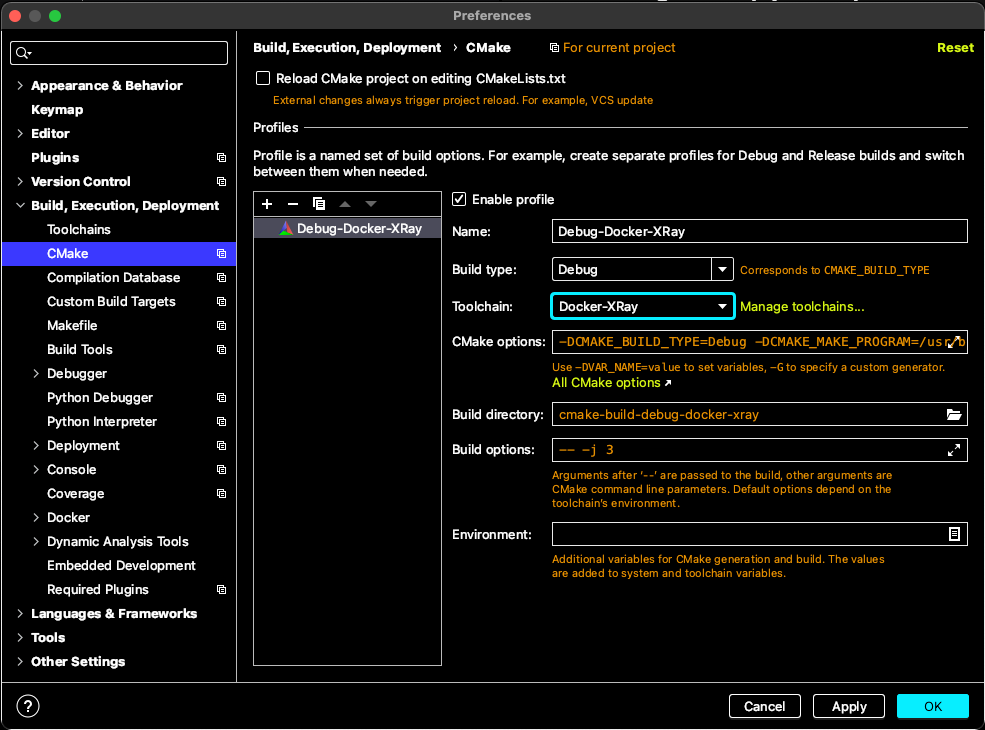 Preferences
Build, Execution, Deployment › CMake
For current project
Reset
Appearance & Behavior
Keymap
Editor
Plugins
Version Control
Build, Execution, Deployment
Toolchains
CMake
Compilation Database
Custom Build Targets
Makefile
Build Tools
Debugger
Python Debugger
Python Interpreter
Deployment
Console
Coverage
Docker
Dynamic Analysis Tools
Embedded Development
Required Plugins
Languages & Frameworks
Tools
Other Settings
Reload CMake project on editing CMakeLists.txt
External changes always trigger project reload. For example, VCS update
Profiles
Profile is a named set of build options. For example, create separate profiles for Debug and Release builds and switch
between them when needed.
Debug-Docker-XRay
Enable profile
Name: Debug-Docker-XRay
Build type: Debug Corresponds to CMAKE_BUILD_TYPE
Toolchain: Docker-XRay Manage toolchains...
CMake options: -DCMAKE_BUILD_TYPE=Debug -DCMAKE_MAKE_PROGRAM=/usr/b
Use -DVAR_NAME=value to set variables, -G to specify a custom generator.
All CMake options ↗
Build directory: cmake-build-debug-docker-xray
Build options: -- -j 3
Arguments after '--' are passed to the build, other arguments are
CMake command line parameters. Default options depend on the
toolchain's environment.
Environment:
Additional variables for CMake generation and build. The values
are added to system and toolchain variables.
?
Cancel
Apply
OK